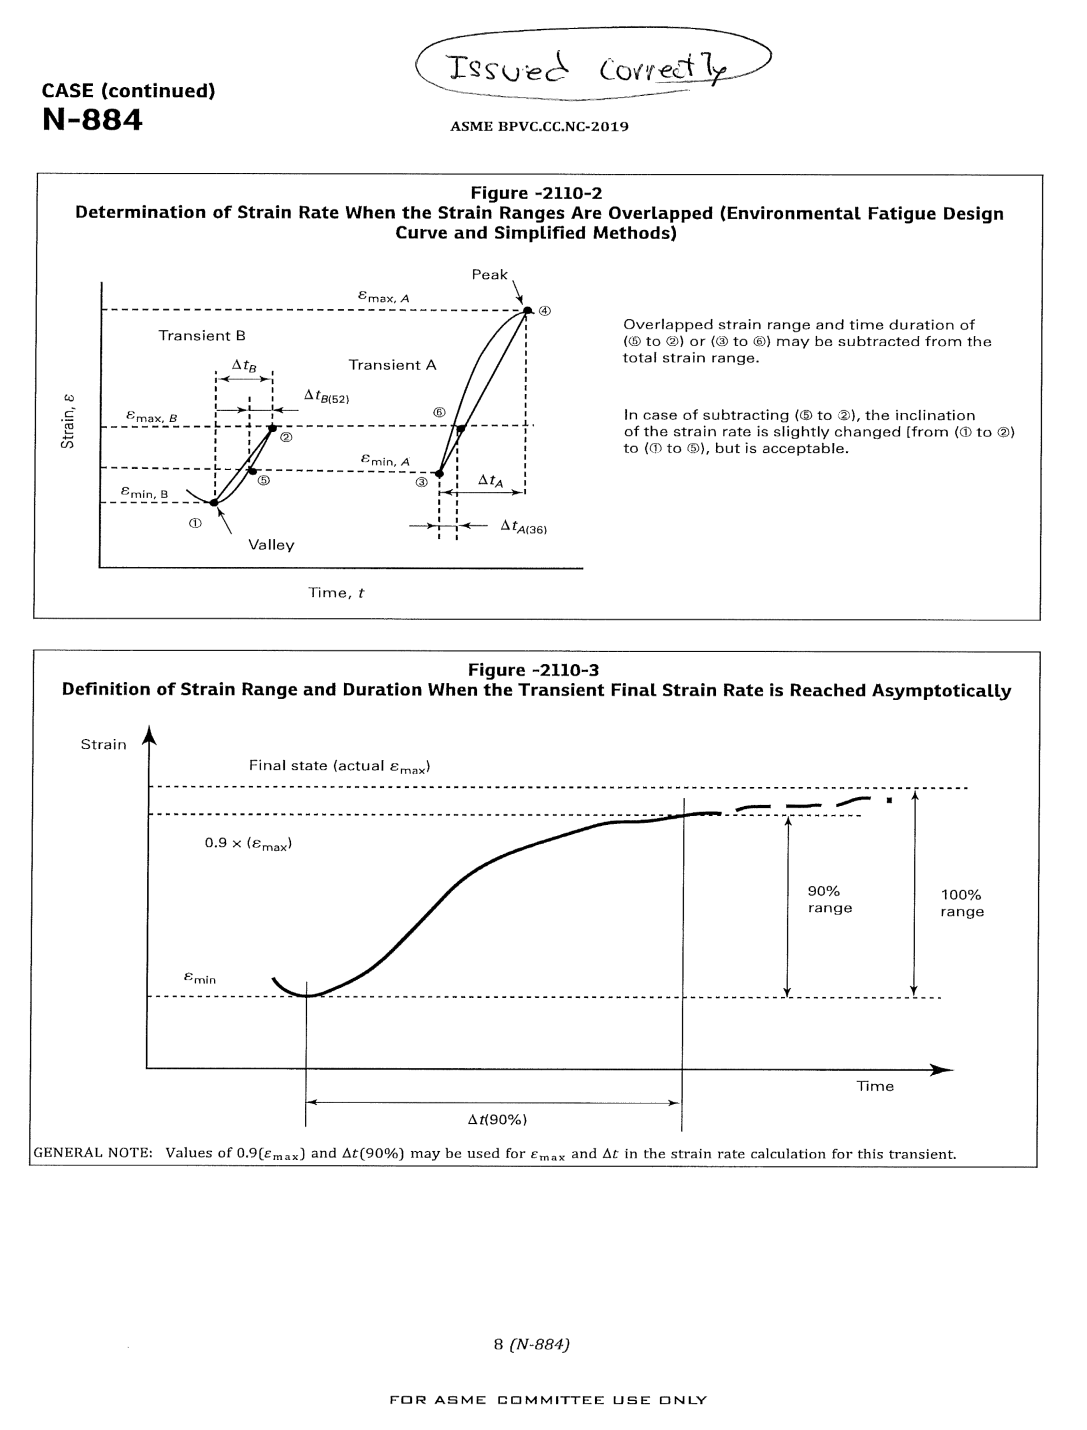 Issued correctly
CASE (continued)
N-884
ASME BPVC.CC.NC-2019
Figure -2110-2
Determination of Strain Rate When the Strain Ranges Are Overlapped (Environmental Fatigue Design
Curve and Simplified Methods)
Peak
εmax, A
④
Transient B
Overlapped strain range and time duration of
(⑤ to ②) or (③ to ⑥) may be subtracted from the
total strain range.
ΔtB
Transient A
ΔtB(52)
Strain, ε
εmax, B
⑥
②
In case of subtracting (⑤ to ②), the inclination
of the strain rate is slightly changed [from (① to ②)
to (① to ⑤), but is acceptable.
εmin, A
⑤
③
ΔtA
εmin, B
①
ΔtA(36)
Valley
Time, t
Figure -2110-3
Definition of Strain Range and Duration When the Transient Final Strain Rate is Reached Asymptotically
Strain
Final state (actual εmax)
0.9 × (εmax)
90%
range
100%
range
εmin
Time
Δt(90%)
GENERAL NOTE: Values of 0.9(εmax) and Δt(90%) may be used for εmax and Δt in the strain rate calculation for this transient.
8 (N-884)
FOR ASME COMMITTEE USE ONLY